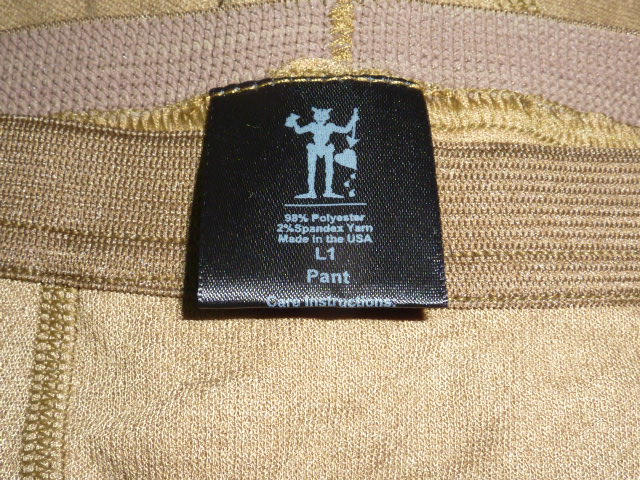 98% Polyester
2%Spandex Yarn
Made in the USA
L1
Pant
Care Instructions: